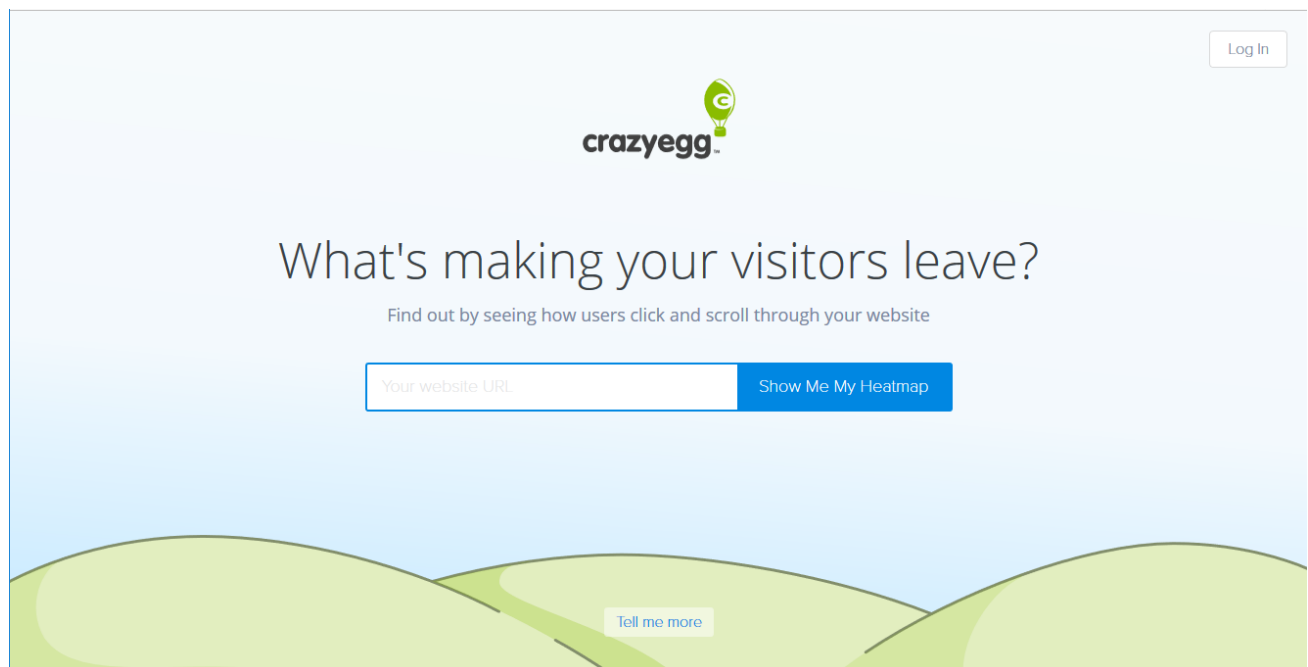 Log In
crazyegg™
What's making your visitors leave?
Find out by seeing how users click and scroll through your website
Your website URL
Show Me My Heatmap
Tell me more